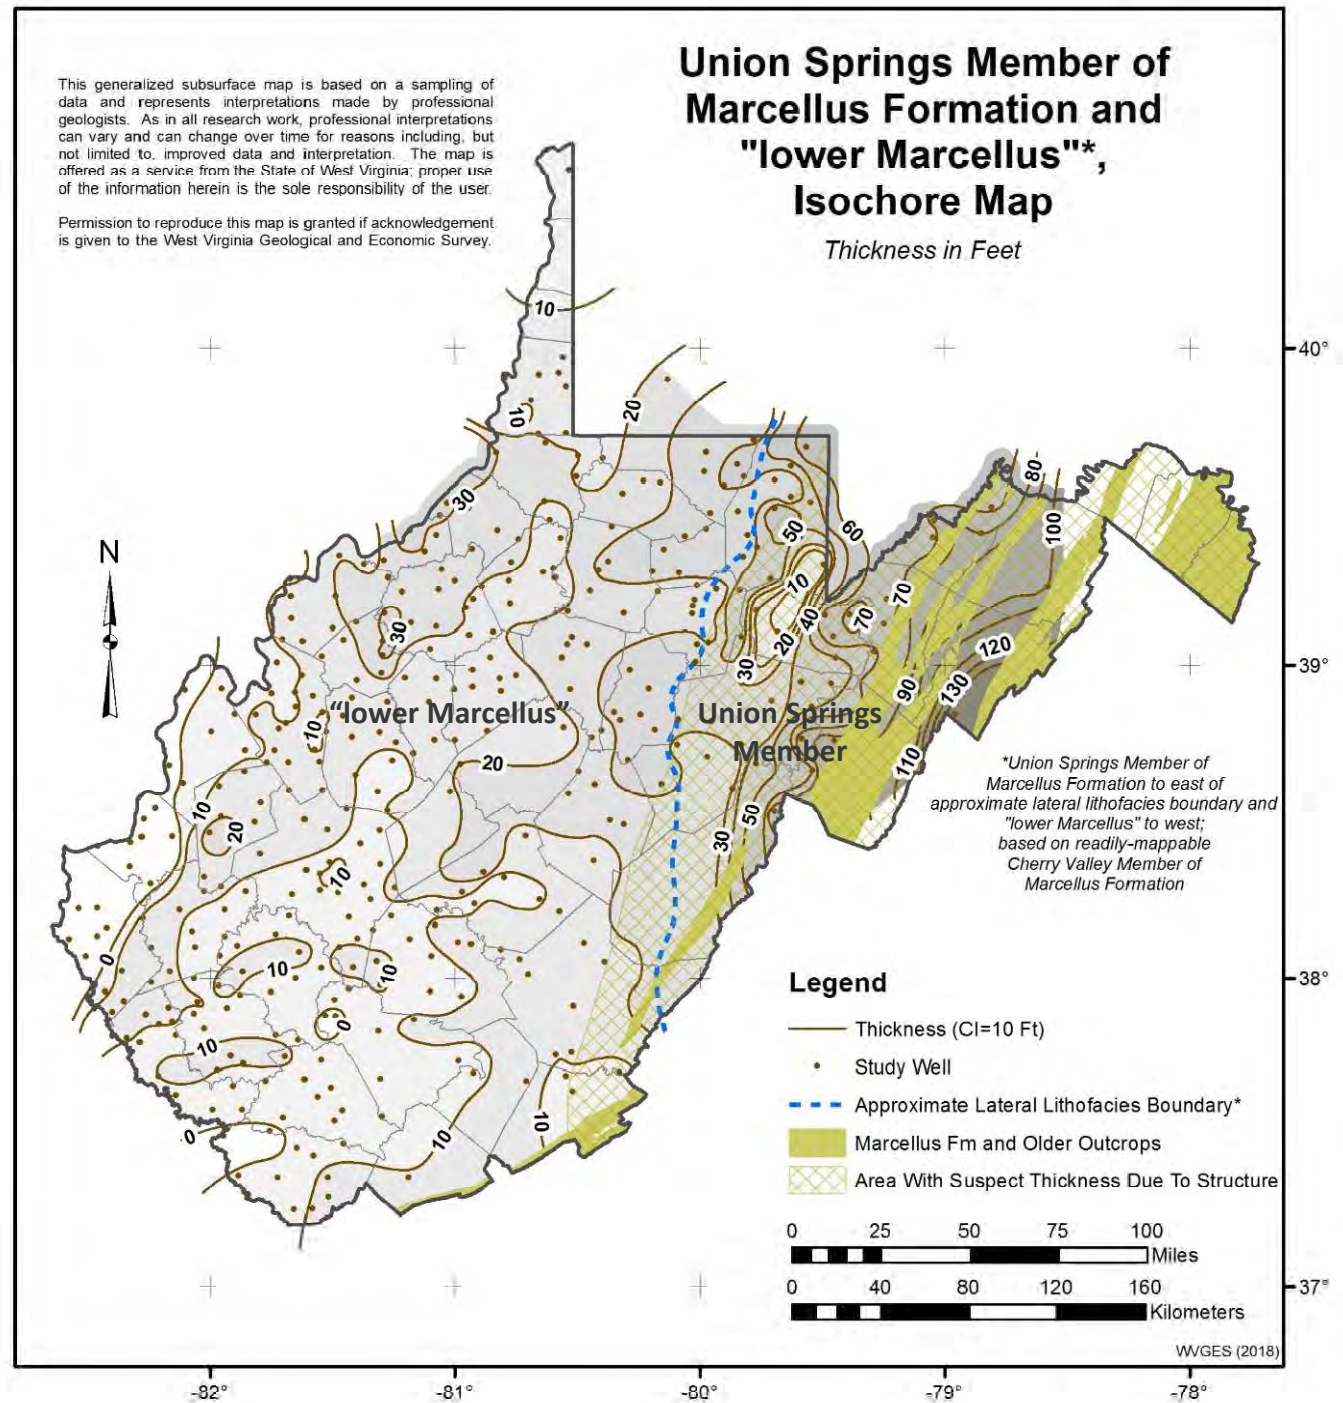 This generalized subsurface map is based on a sampling of
data and represents interpretations made by professional
geologists. As in all research work, professional interpretations
can vary and can change over time for reasons including, but
not limited to, improved data and interpretation. The map is
offered as a service from the State of West Virginia; proper use
of the information herein is the sole responsibility of the user.
Permission to reproduce this map is granted if acknowledgement
is given to the West Virginia Geological and Economic Survey.
Union Springs Member of
Marcellus Formation and
"lower Marcellus"*,
Isochore Map
Thickness in Feet
10
40°
10
20
30
80
100
50
60
N
10
70
70
40
30
20
30
120
39°
90
130
"lower Marcellus"
Union Springs
Member
10
20
110
10
20
50
30
10
*Union Springs Member of
Marcellus Formation to east of
approximate lateral lithofacies boundary and
"lower Marcellus" to west;
based on readily-mappable
Cherry Valley Member of
Marcellus Formation
0
10
10
38°
0
10
0
10
10
Legend
Thickness (CI=10 Ft)
Study Well
Approximate Lateral Lithofacies Boundary*
Marcellus Fm and Older Outcrops
Area With Suspect Thickness Due To Structure
0 25 50 75 100
Miles
0 40 80 120 160
Kilometers
37°
WVGES (2018)
-82° -81° -80° -79° -78°